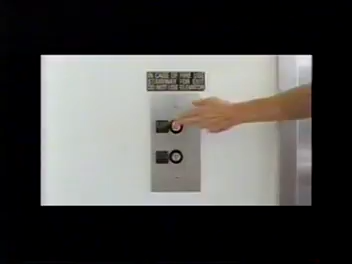 IN CASE OF FIRE USE
STAIRWAY FOR EXIT
DO NOT USE ELEVATOR